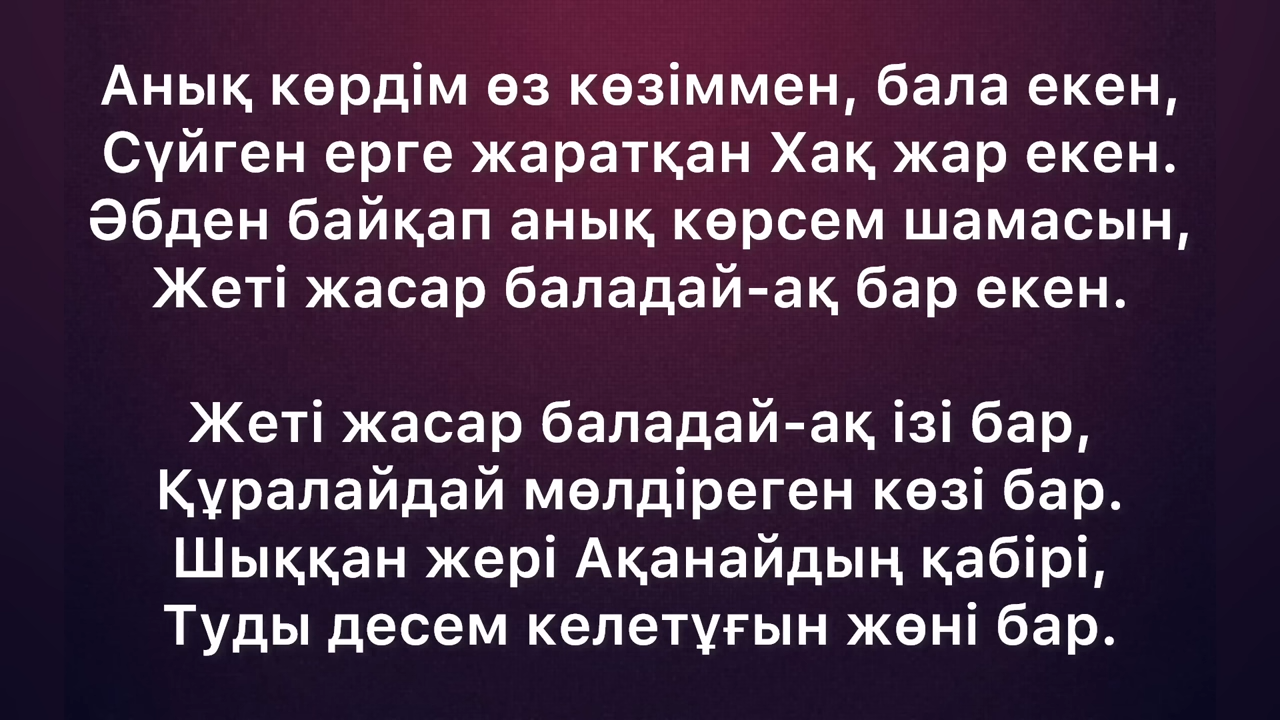 Анық көрдім өз көзіммен, бала екен,
Сүйген ерге жаратқан Хақ жар екен.
Әбден байқап анық көрсем шамасын,
Жеті жасар баладай-ақ бар екен.
Жеті жасар баладай-ақ ізі бар,
Құралайдай мөлдіреген көзі бар.
Шыққан жері Ақанайдың қабірі,
Туды десем келетұғын жөні бар.